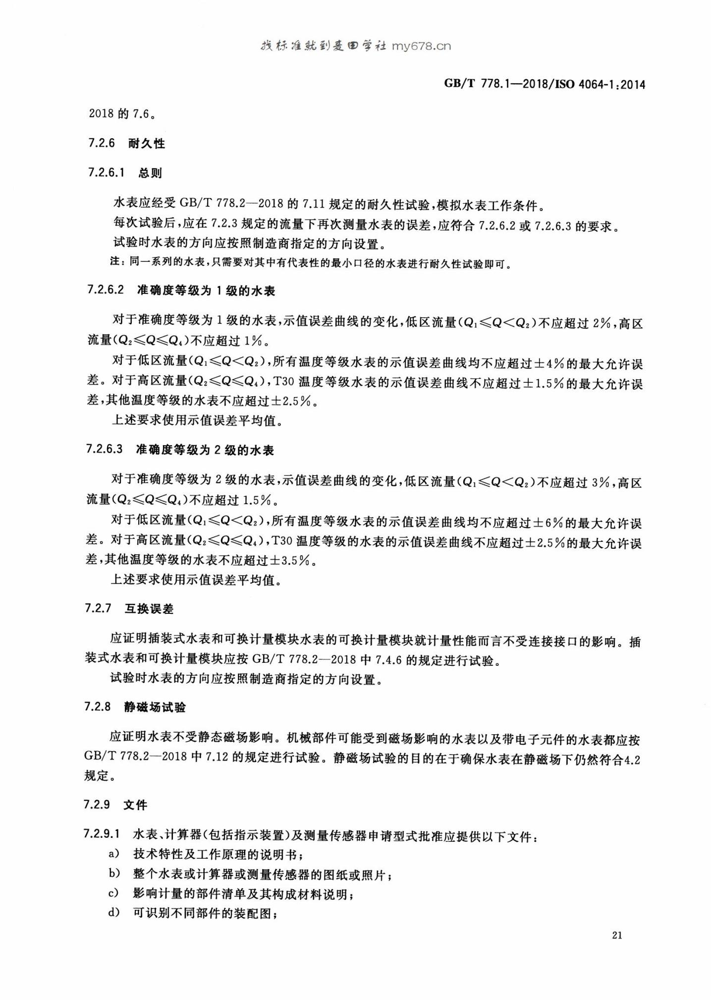 找标准就到麦田学社 my678.cn
GB/T 778.1—2018/ISO 4064-1:2014
2018 的 7.6。
7.2.6 耐久性
7.2.6.1 总则
水表应经受 GB/T 778.2—2018 的 7.11 规定的耐久性试验,模拟水表工作条件。
每次试验后,应在 7.2.3 规定的流量下再次测量水表的误差,应符合 7.2.6.2 或 7.2.6.3 的要求。
试验时水表的方向应按照制造商指定的方向设置。
注:同一系列的水表,只需要对其中有代表性的最小口径的水表进行耐久性试验即可。
7.2.6.2 准确度等级为 1 级的水表
对于准确度等级为 1 级的水表,示值误差曲线的变化,低区流量(Q₁≤Q<Q₂)不应超过 2%,高区
流量(Q₂≤Q≤Q₄)不应超过 1%。
对于低区流量(Q₁≤Q<Q₂),所有温度等级水表的示值误差曲线均不应超过±4%的最大允许误
差。对于高区流量(Q₂≤Q≤Q₄),T30 温度等级水表的示值误差曲线不应超过±1.5%的最大允许误
差,其他温度等级的水表不应超过±2.5%。
上述要求使用示值误差平均值。
7.2.6.3 准确度等级为 2 级的水表
对于准确度等级为 2 级的水表,示值误差曲线的变化,低区流量(Q₁≤Q<Q₂)不应超过 3%,高区
流量(Q₂≤Q≤Q₄)不应超过 1.5%。
对于低区流量(Q₁≤Q<Q₂),所有温度等级水表的示值误差曲线均不应超过±6%的最大允许误
差。对于高区流量(Q₂≤Q≤Q₄),T30 温度等级的水表的示值误差曲线不应超过±2.5%的最大允许误
差,其他温度等级的水表不应超过±3.5%。
上述要求使用示值误差平均值。
7.2.7 互换误差
应证明插装式水表和可换计量模块水表的可换计量模块就计量性能而言不受连接接口的影响。插
装式水表和可换计量模块应按 GB/T 778.2—2018 中 7.4.6 的规定进行试验。
试验时水表的方向应按照制造商指定的方向设置。
7.2.8 静磁场试验
应证明水表不受静态磁场影响。机械部件可能受到磁场影响的水表以及带电子元件的水表都应按
GB/T 778.2—2018 中 7.12 的规定进行试验。静磁场试验的目的在于确保水表在静磁场下仍然符合4.2
规定。
7.2.9 文件
7.2.9.1 水表、计算器(包括指示装置)及测量传感器申请型式批准应提供以下文件:
a) 技术特性及工作原理的说明书;
b) 整个水表或计算器或测量传感器的图纸或照片;
c) 影响计量的部件清单及其构成材料说明;
d) 可识别不同部件的装配图;
21